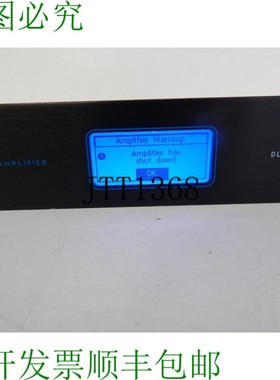 图必究
Amplifier Warning!
Amplifier has
shut down!
OK
AMPLIFIER
DL
JTT1368
开发票顺丰包邮